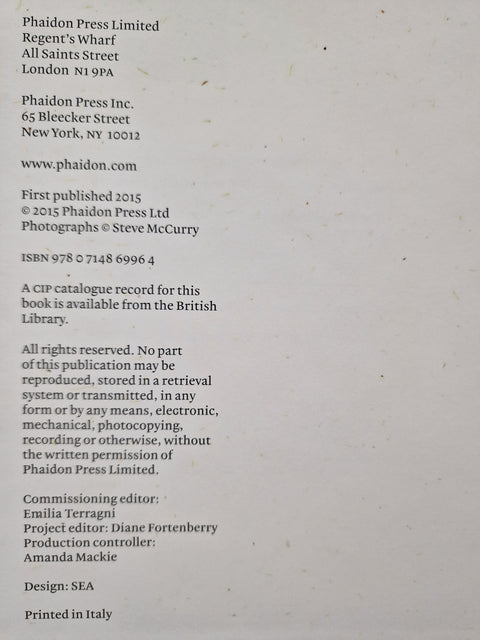 Phaidon Press Limited
Regent's Wharf
All Saints Street
London N1 9PA
Phaidon Press Inc.
65 Bleecker Street
New York, NY 10012
www.phaidon.com
First published 2015
© 2015 Phaidon Press Ltd
Photographs © Steve McCurry
ISBN 978 0 7148 6996 4
A CIP catalogue record for this
book is available from the British
Library.
All rights reserved. No part
of this publication may be
reproduced, stored in a retrieval
system or transmitted, in any
form or by any means, electronic,
mechanical, photocopying,
recording or otherwise, without
the written permission of
Phaidon Press Limited.
Commissioning editor:
Emilia Terragni
Project editor: Diane Fortenberry
Production controller:
Amanda Mackie
Design: SEA
Printed in Italy